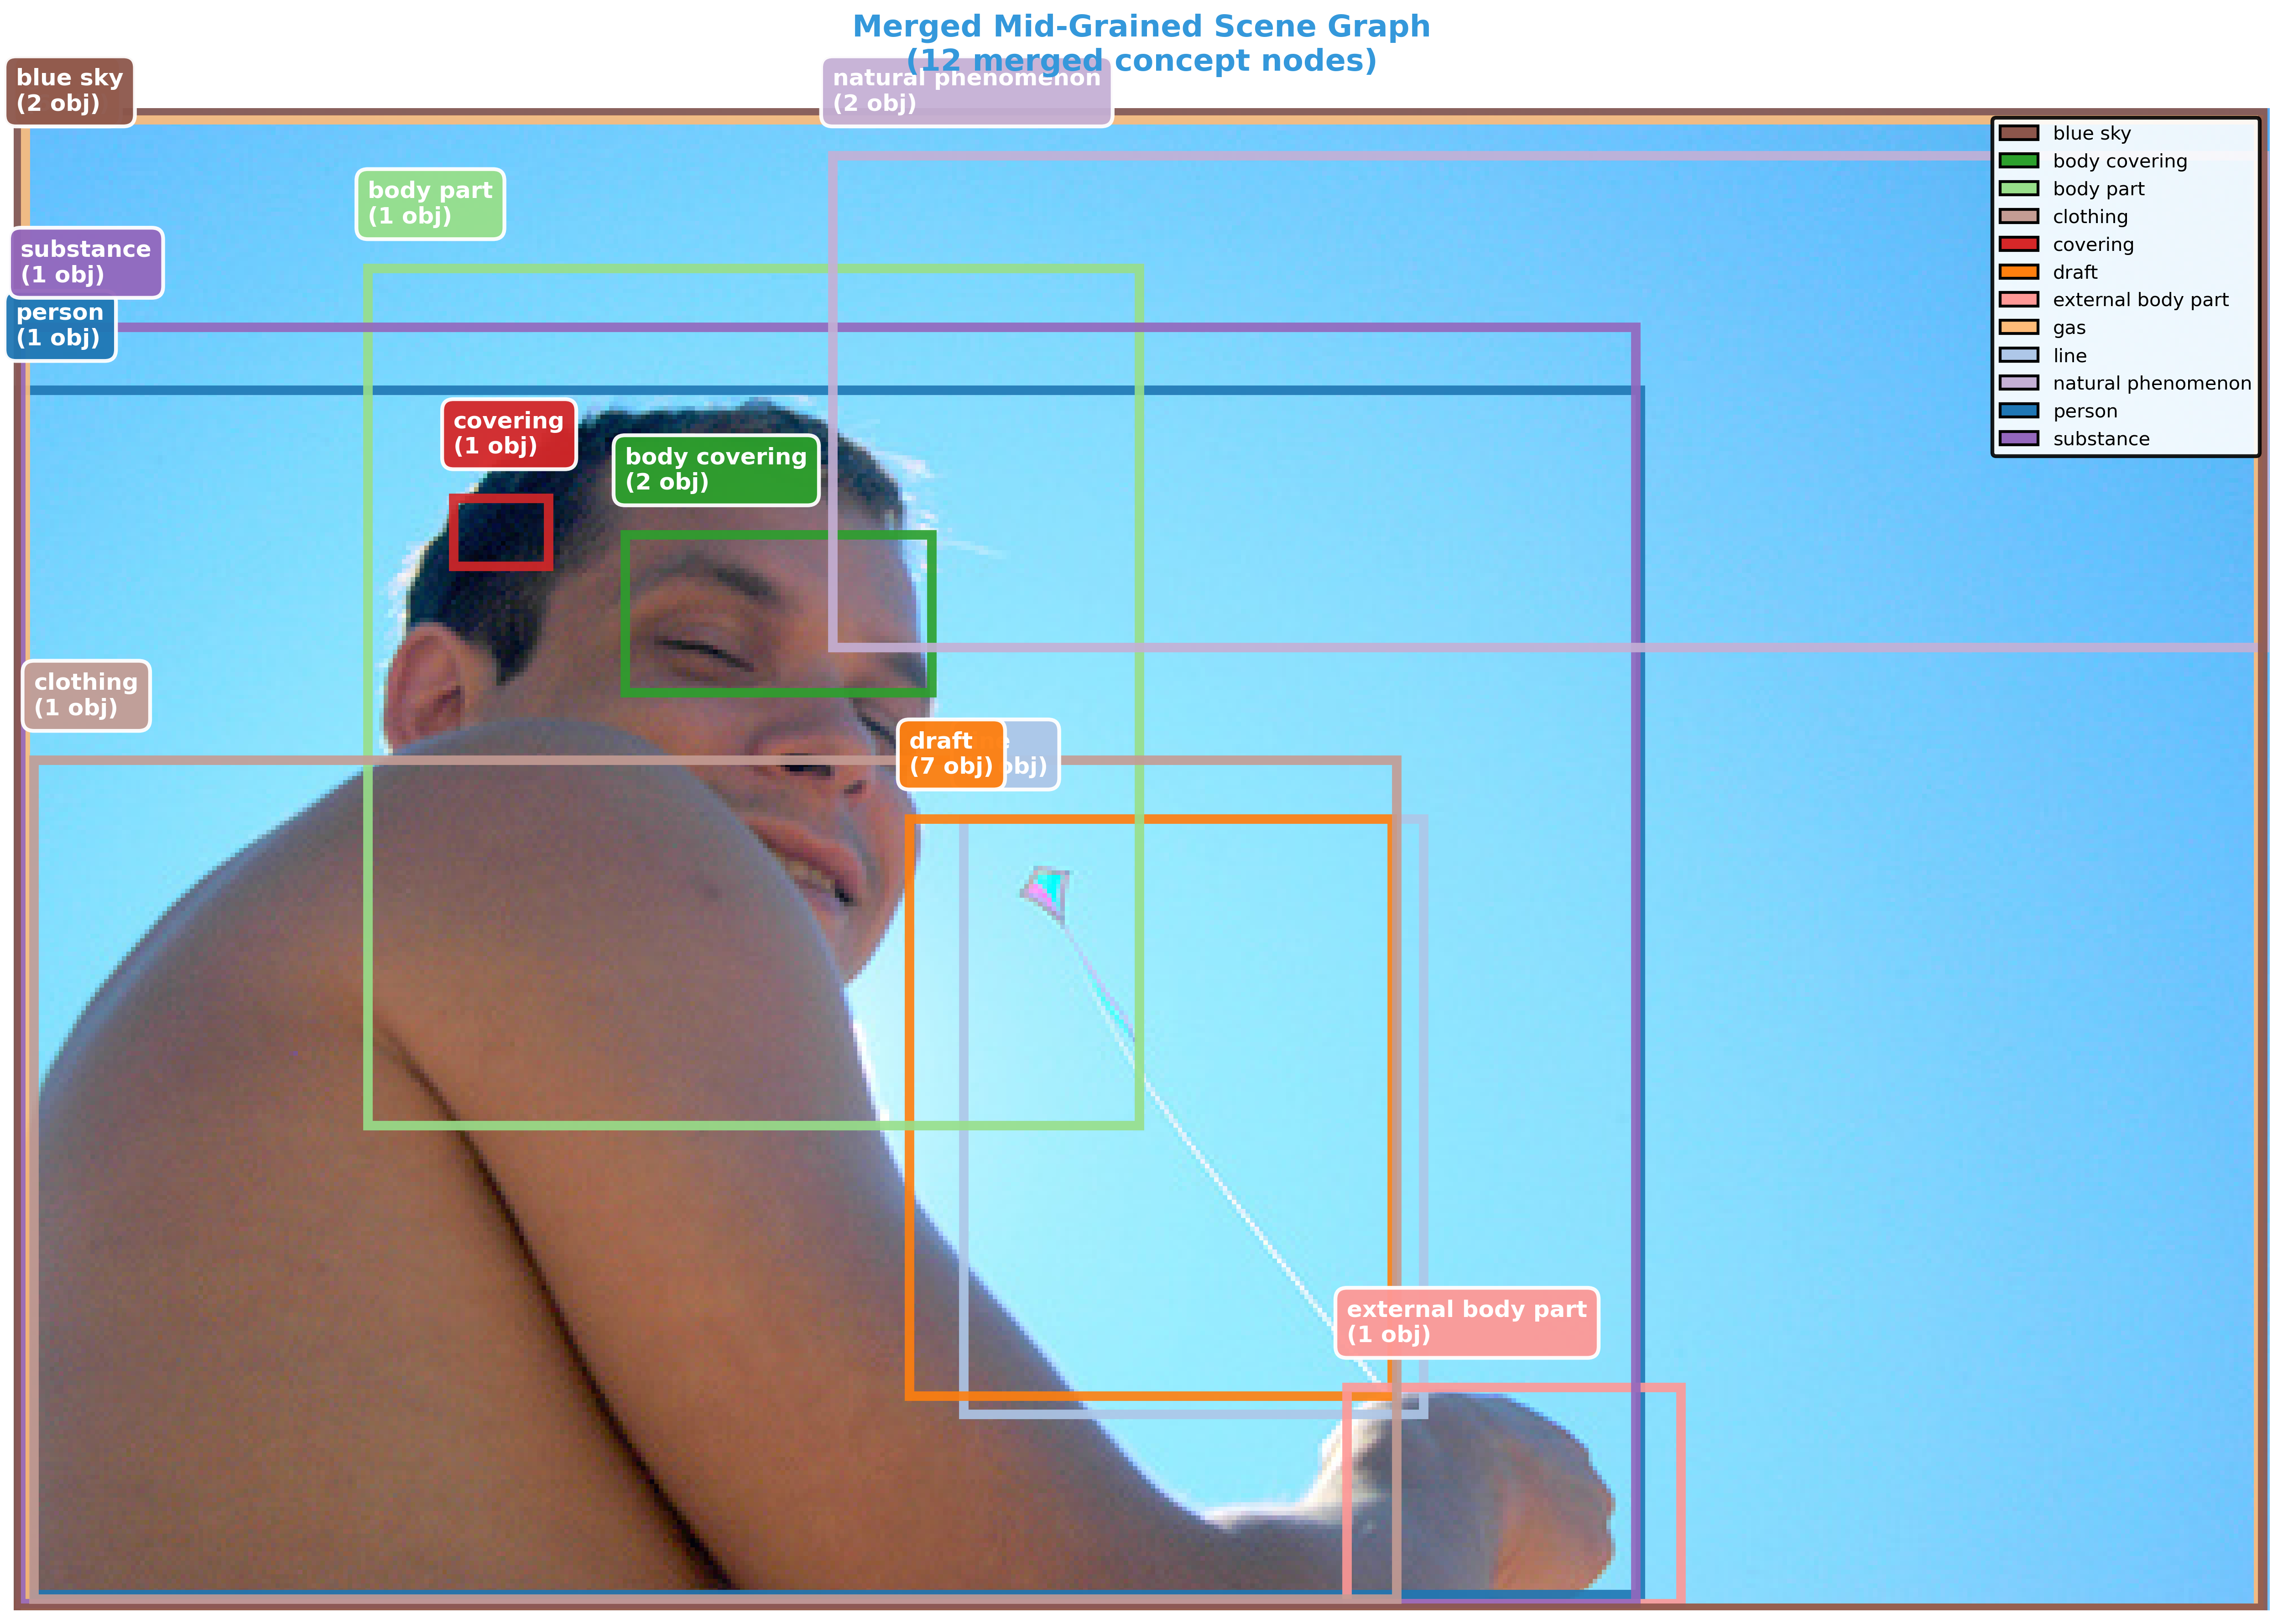 Merged Mid-Grained Scene Graph
(12 merged concept nodes)
blue sky
(2 obj)
natural phenomenon
(2 obj)
body part
(1 obj)
substance
(1 obj)
person
(1 obj)
covering
(1 obj)
body covering
(2 obj)
clothing
(1 obj)
draft
(7 obj)
obj)
external body part
(1 obj)
blue sky
body covering
body part
clothing
covering
draft
external body part
gas
line
natural phenomenon
person
substance